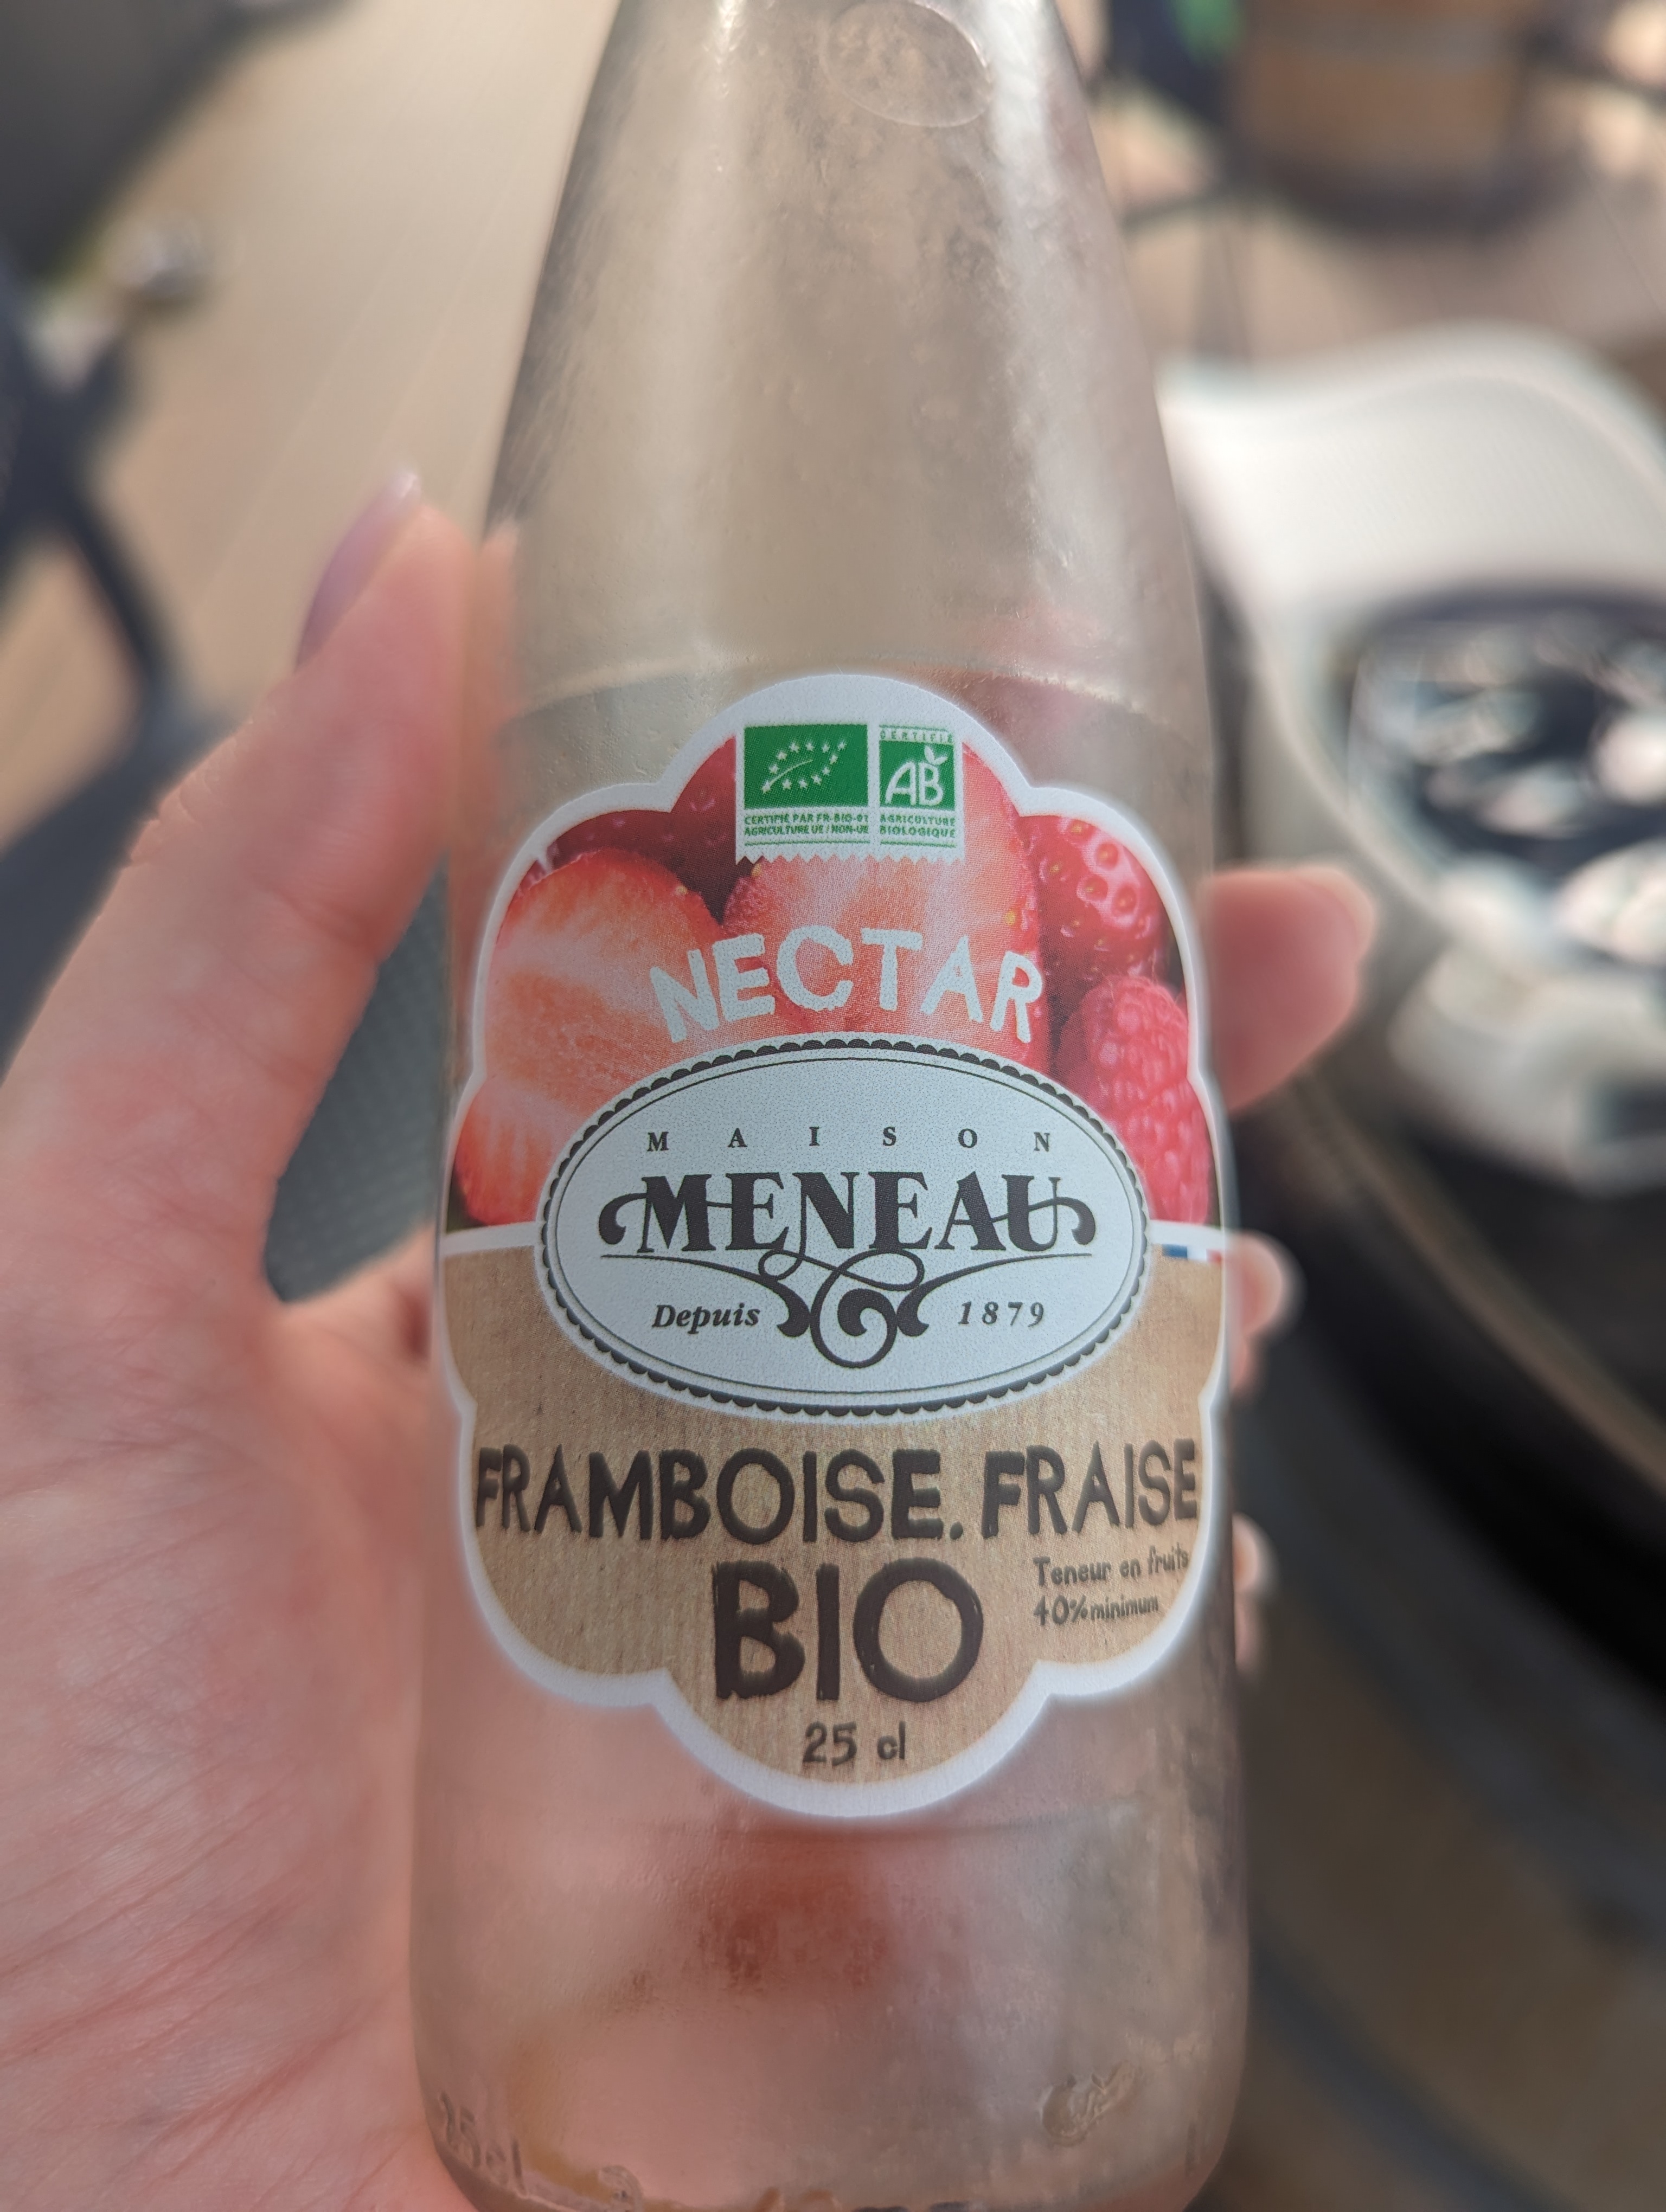 CERTIFIÉ
AB
CERTIFIÉ PAR FR-BIO-01
AGRICULTURE UE / NON-UE
AGRICULTURE
BIOLOGIQUE
NECTAR
MAISON
MENEAU
Depuis 1879
FRAMBOISE. FRAISE
BIO
Teneur en fruits
40% minimum
25 cl
25cl